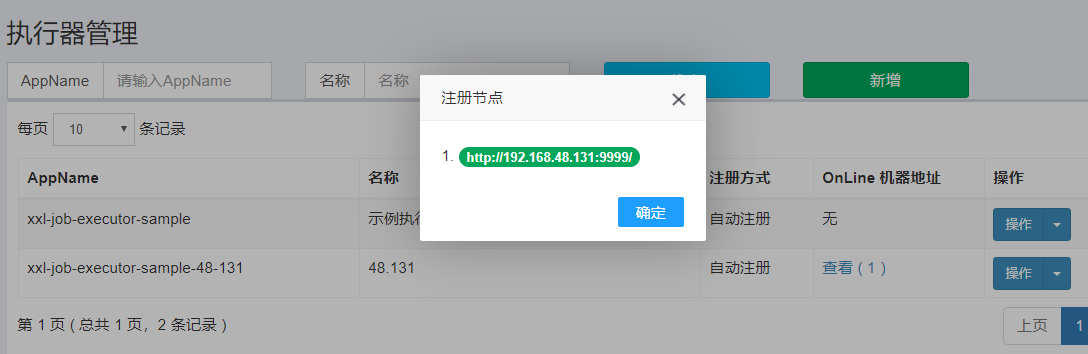 执行器管理
AppName 请输入AppName 名称 名称 新增
注册节点
1. http://192.168.48.131:9999/
确定
每页 10 条记录
AppName 名称 注册方式 OnLine 机器地址 操作
xxl-job-executor-sample 示例执行 自动注册 无 操作
xxl-job-executor-sample-48-131 48.131 自动注册 查看 ( 1 ) 操作
第 1 页 ( 总共 1 页，2 条记录 ) 上页 1